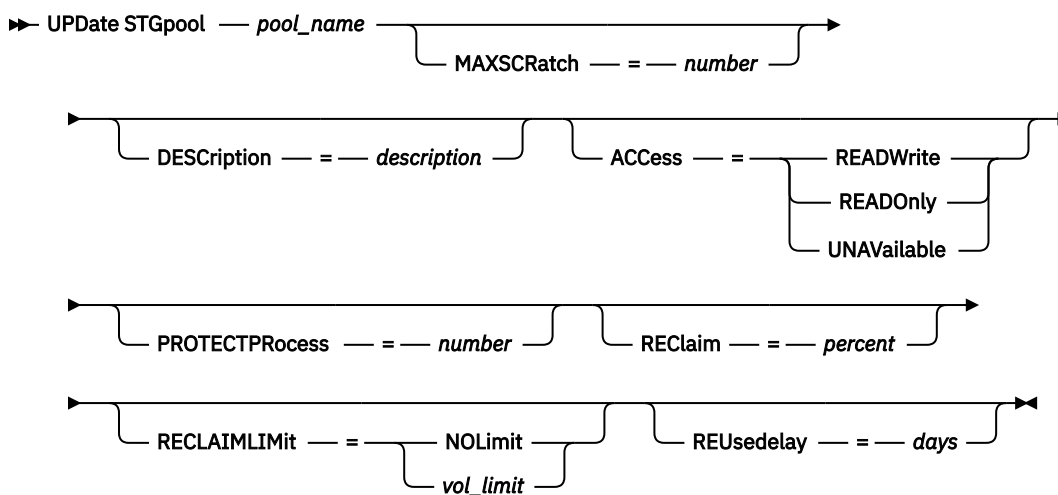 UPDate STGpool — pool_name
MAXSCRatch — = — number
DESCription — = — description
ACCess — = READWrite
READOnly
UNAVailable
PROTECTPRocess — = — number
REClaim — = — percent
RECLAIMLIMit — = NOLimit
vol_limit
REUsedelay — = — days